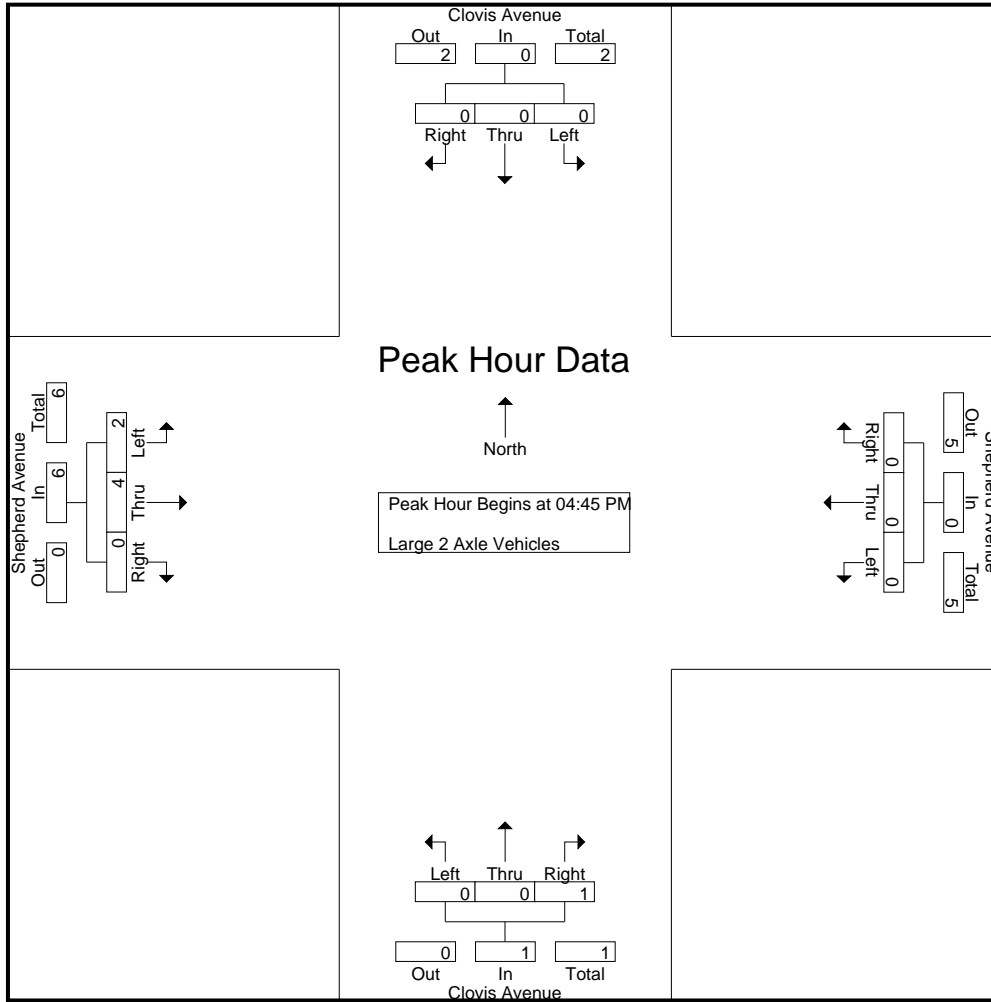 Clovis Avenue
Out In Total
2 0 2
0 0 0
Right Thru Left
Peak Hour Data
North
Peak Hour Begins at 04:45 PM
Large 2 Axle Vehicles
Shepherd Avenue
Total In Out
6 6 0
2 4 0
Left Thru Right
Shepherd Avenue
Out In Total
5 0 5
0 0 0
Right Thru Left
Left Thru Right
0 0 1
0 1 1
Out In Total
Clovis Avenue